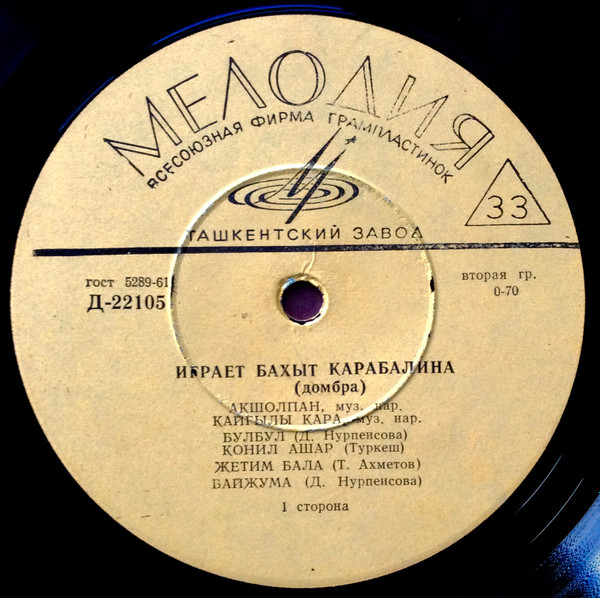 МЕЛОДИЯ
ВСЕСОЮЗНАЯ ФИРМА ГРАМПЛАСТИНОК
33
ТАШКЕНТСКИЙ ЗАВОД
гост 5289-61
Д-22105
вторая гр.
0-70
ИГРАЕТ БАХЫТ КАРАБАЛИНА
(домбра)
АКШОЛПАН, муз. нар.
КАЙГЫЛЫ КАРА, муз. нар.
БУЛБУЛ (Д. Нурпеисова)
КОНИЛ АШАР (Туркеш)
ЖЕТИМ БАЛА (Т. Ахметов)
БАЙЖУМА (Д. Нурпеисова)
1 сторона